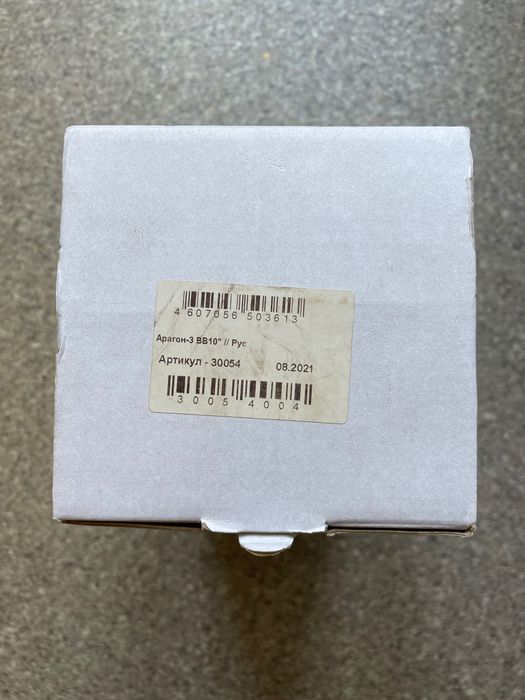 4 607056 503613
Арагон-3 ВВ10" // Рус
Артикул - 30054 08.2021
3005 4004